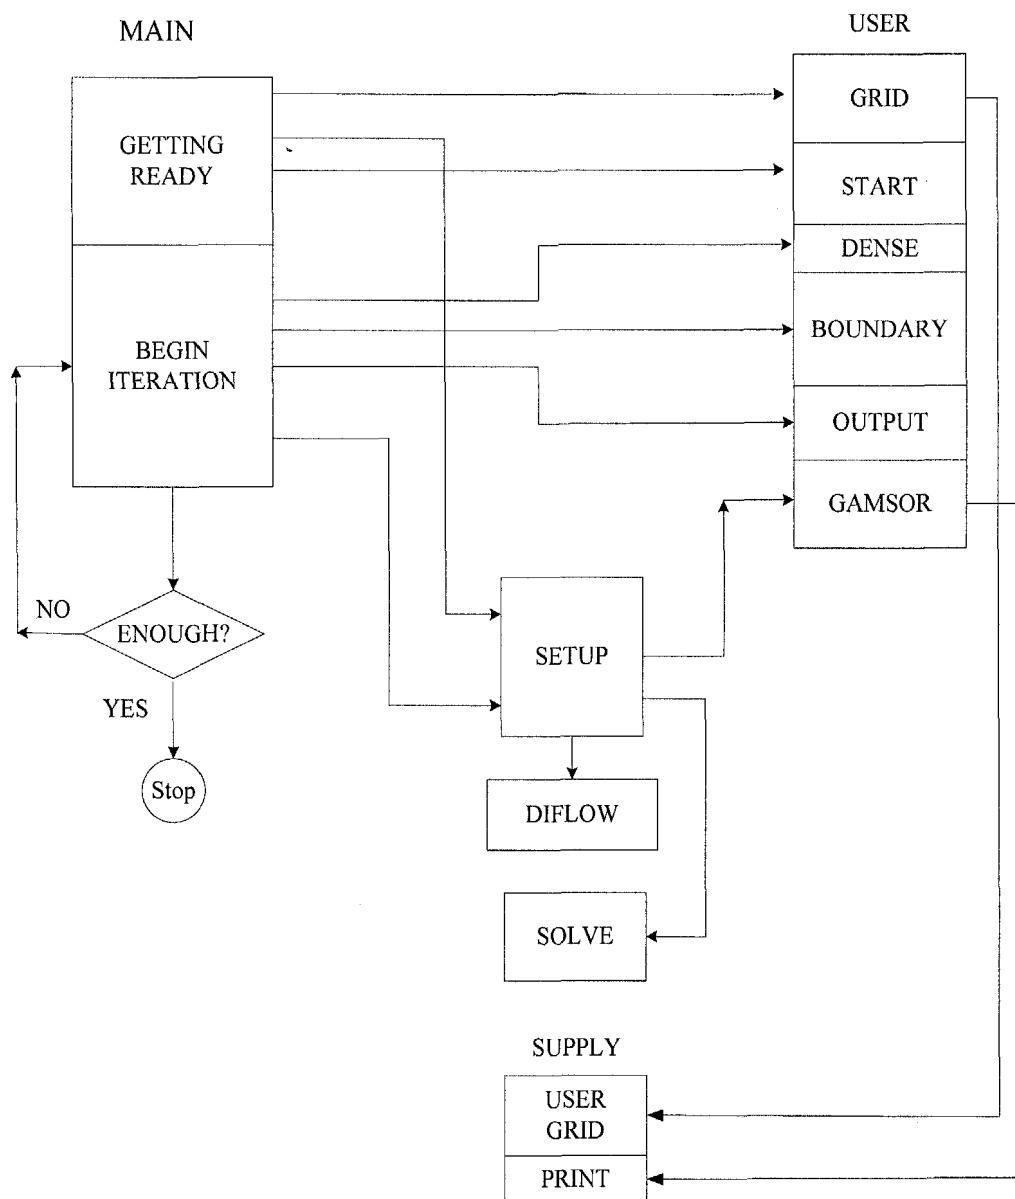 MAIN
USER
GETTING
READY
GRID
START
DENSE
BEGIN
ITERATION
BOUNDARY
OUTPUT
GAMSOR
NO
ENOUGH?
YES
Stop
SETUP
DIFLOW
SOLVE
SUPPLY
USER
GRID
PRINT